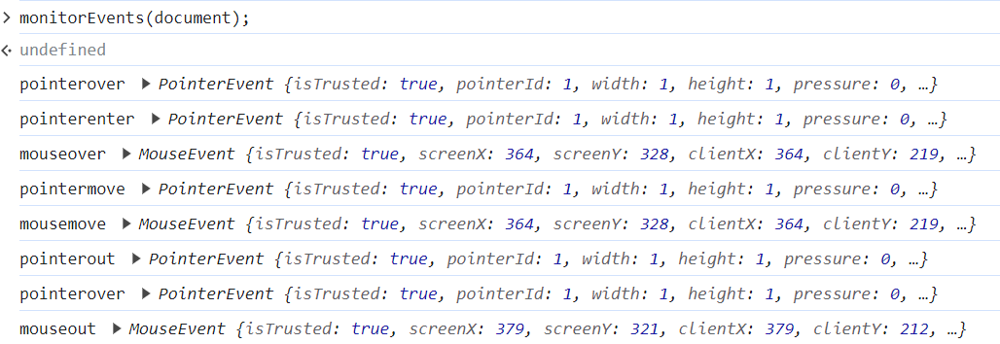 monitorEvents(document);
undefined
pointerover ▶ PointerEvent {isTrusted: true, pointerId: 1, width: 1, height: 1, pressure: 0, …}
pointerenter ▶ PointerEvent {isTrusted: true, pointerId: 1, width: 1, height: 1, pressure: 0, …}
mouseover ▶ MouseEvent {isTrusted: true, screenX: 364, screenY: 328, clientX: 364, clientY: 219, …}
pointermove ▶ PointerEvent {isTrusted: true, pointerId: 1, width: 1, height: 1, pressure: 0, …}
mousemove ▶ MouseEvent {isTrusted: true, screenX: 364, screenY: 328, clientX: 364, clientY: 219, …}
pointerout ▶ PointerEvent {isTrusted: true, pointerId: 1, width: 1, height: 1, pressure: 0, …}
pointerover ▶ PointerEvent {isTrusted: true, pointerId: 1, width: 1, height: 1, pressure: 0, …}
mouseout ▶ MouseEvent {isTrusted: true, screenX: 379, screenY: 321, clientX: 379, clientY: 212, …}